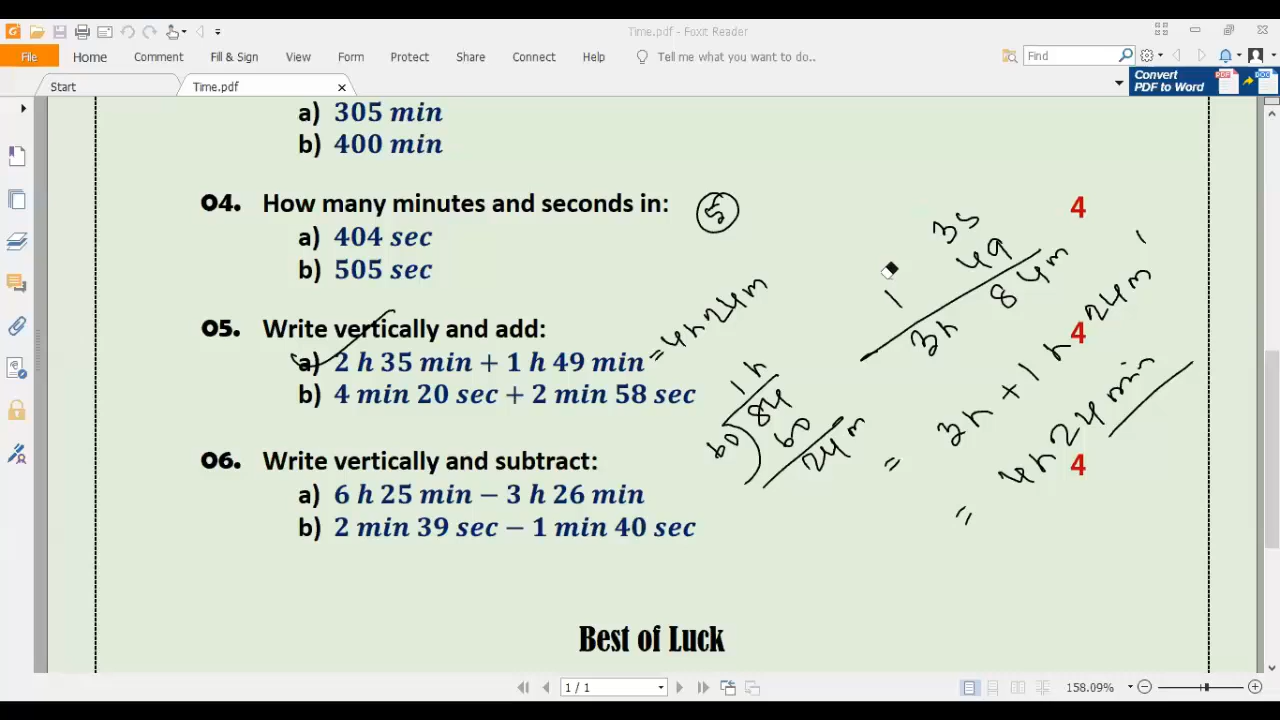 Time.pdf - Foxit Reader
File Home Comment Fill & Sign View Form Protect Share Connect Help Tell me what you want to do.. Find
Start Time.pdf x
Convert PDF to Word
a) 305 min
b) 400 min
04. How many minutes and seconds in: 4
5
a) 404 sec
b) 505 sec
05. Write vertically and add: 4
a) 2 h 35 min + 1 h 49 min = 4h 24m
b) 4 min 20 sec + 2 min 58 sec
06. Write vertically and subtract: 4
a) 6 h 25 min − 3 h 26 min
b) 2 min 39 sec − 1 min 40 sec
35
1 49
3h 84m
1h
60 ) 84
60
24m
= 3h + 1h 24m
= 4h 24 min
Best of Luck
1 / 1 158.09%